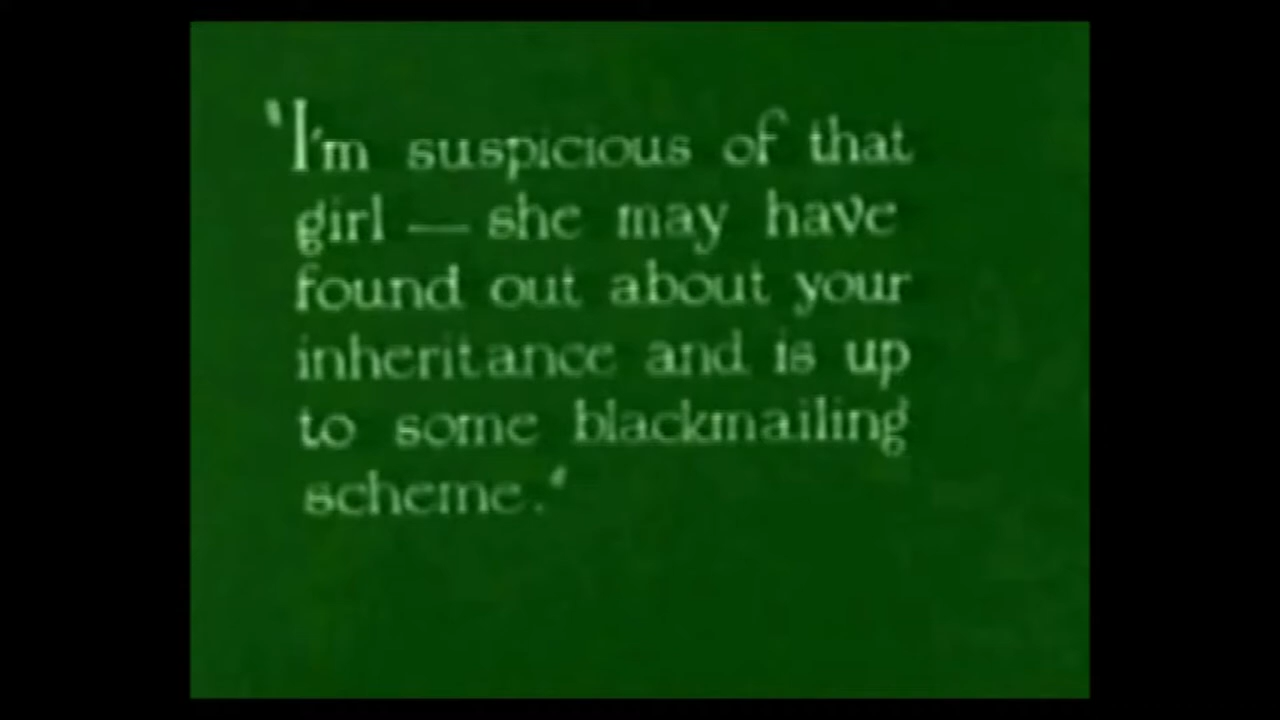 "I'm suspicious of that
girl — she may have
found out about your
inheritance and is up
to some blackmailing
scheme."